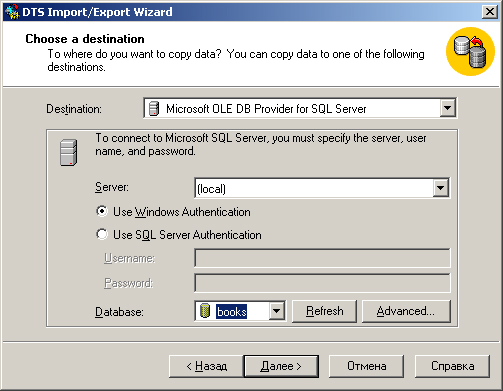 DTS Import/Export Wizard
Choose a destination
To where do you want to copy data? You can copy data to one of the following
destinations.
Destination: Microsoft OLE DB Provider for SQL Server
To connect to Microsoft SQL Server, you must specify the server, user
name, and password.
Server: (local)
Use Windows Authentication
Use SQL Server Authentication
Username:
Password:
Database: books Refresh Advanced...
< Назад Далее > Отмена Справка